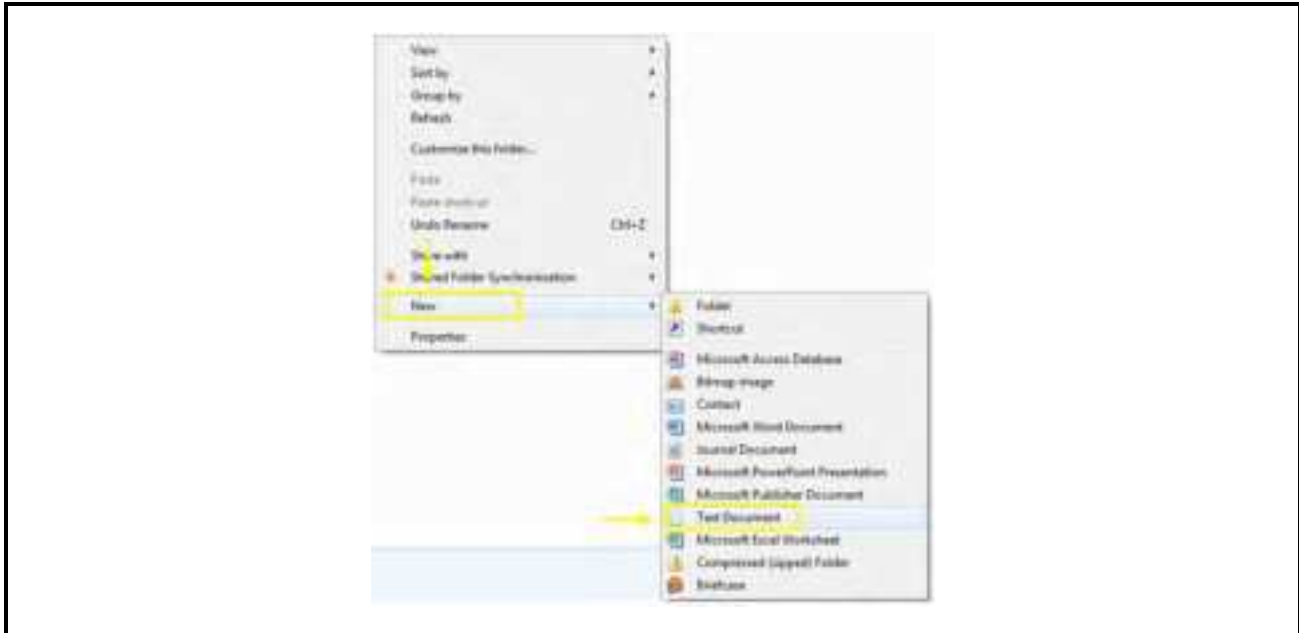 View
Sort by
Group by
Refresh
Customize this folder...
Paste
Paste shortcut
Undo Rename Ctrl+Z
Share with
Shared Folder Synchronization
New
Properties
Folder
Shortcut
Microsoft Access Database
Bitmap image
Contact
Microsoft Word Document
Journal Document
Microsoft PowerPoint Presentation
Microsoft Publisher Document
Text Document
Microsoft Excel Worksheet
Compressed (zipped) Folder
Briefcase